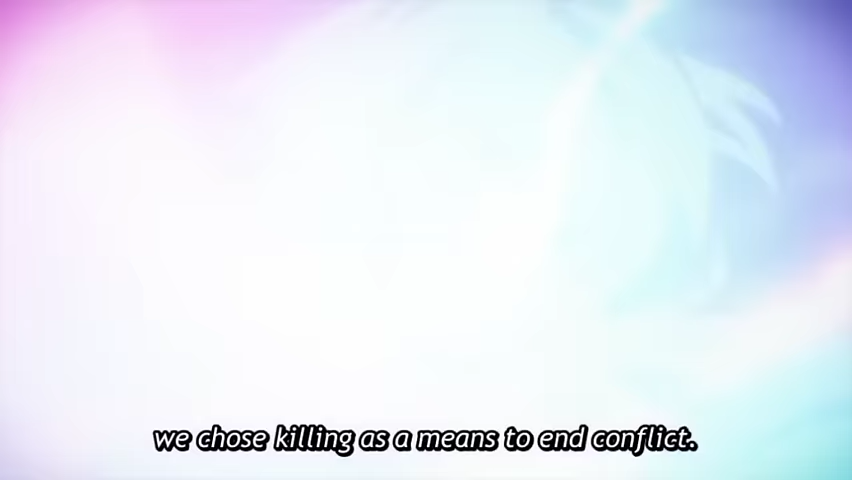 we chose killing as a means to end conflict.